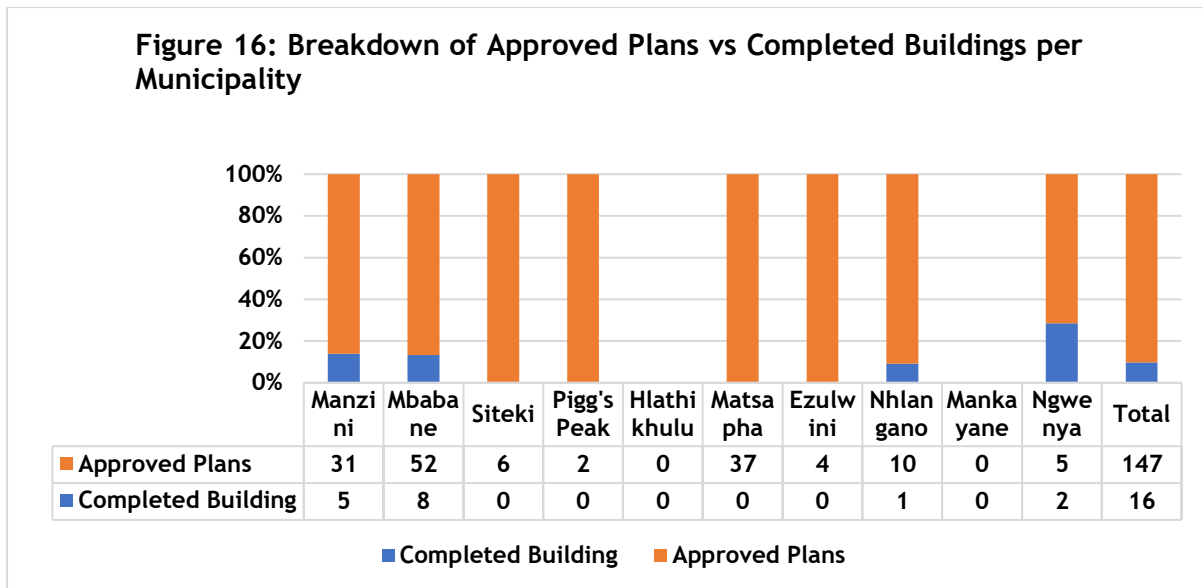 Figure 16: Breakdown of Approved Plans vs Completed Buildings per
Municipality
100%
80%
60%
40%
20%
0%
Manzi
ni
Mbaba
ne
Siteki
Pigg's
Peak
Hlathi
khulu
Matsa
pha
Ezulw
ini
Nhlan
gano
Manka
yane
Ngwe
nya
Total
Approved Plans 31 52 6 2 0 37 4 10 0 5 147
Completed Building 5 8 0 0 0 0 0 1 0 2 16
Completed Building Approved Plans